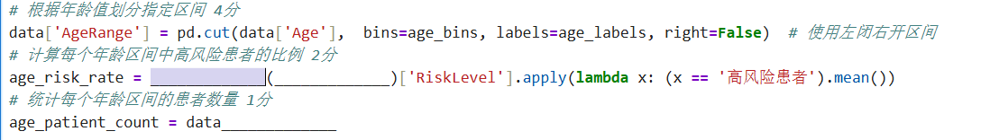 # 根据年龄值划分指定区间 4分
data['AgeRange'] = pd.cut(data['Age'],  bins=age_bins, labels=age_labels, right=False)  # 使用左闭右开区间
# 计算每个年龄区间中高风险患者的比例 2分
age_risk_rate = _____________(_____________)['RiskLevel'].apply(lambda x: (x == '高风险患者').mean())
# 统计每个年龄区间的患者数量 1分
age_patient_count = data_____________